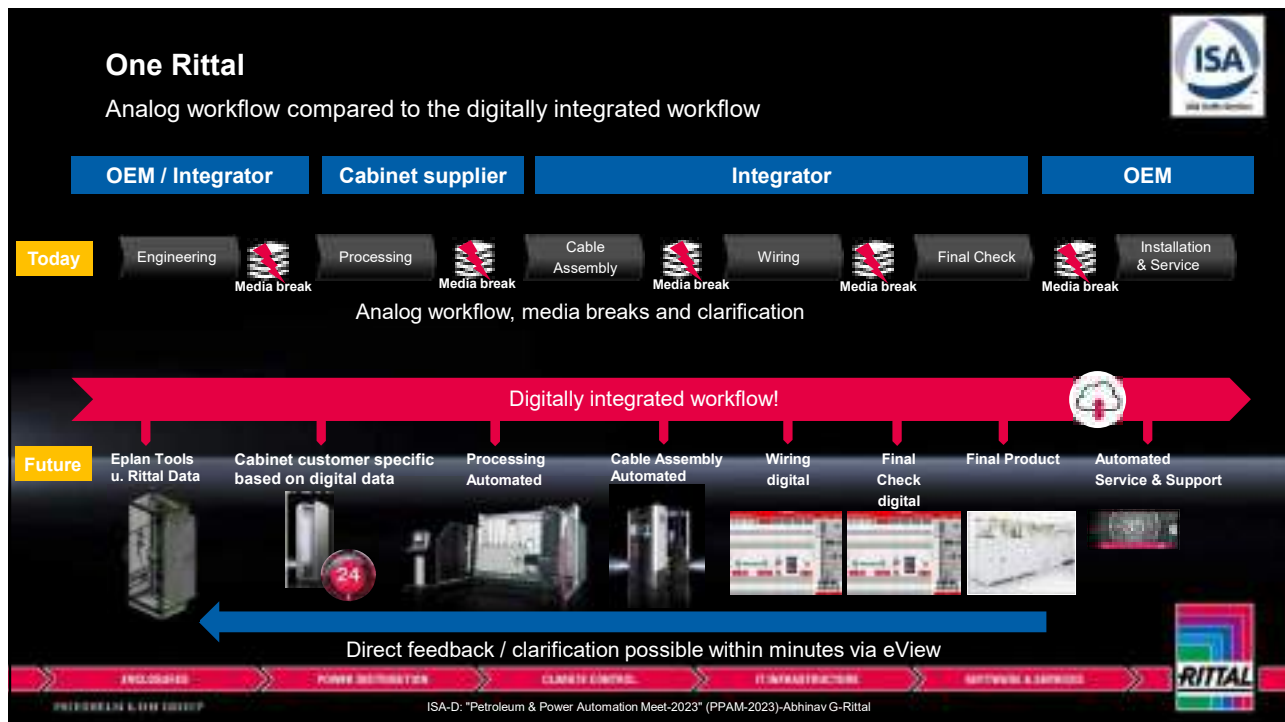 One Rittal
Analog workflow compared to the digitally integrated workflow
ISA
OEM / Integrator
Cabinet supplier
Integrator
OEM
Today
Engineering
Media break
Processing
Media break
Cable
Assembly
Media break
Wiring
Media break
Final Check
Media break
Installation
& Service
Analog workflow, media breaks and clarification
Digitally integrated workflow!
Future
Eplan Tools
u. Rittal Data
Cabinet customer specific
based on digital data
Processing
Automated
Cable Assembly
Automated
Wiring
digital
Final
Check
digital
Final Product
Automated
Service & Support
24
Direct feedback / clarification possible within minutes via eView
ENCLOSURES
POWER DISTRIBUTION
CLIMATE CONTROL
IT INFRASTRUCTURE
SOFTWARE & SERVICES
RITTAL
FRIEDHELM LOH GROUP
ISA-D: "Petroleum & Power Automation Meet-2023" (PPAM-2023)-Abhinav G-Rittal